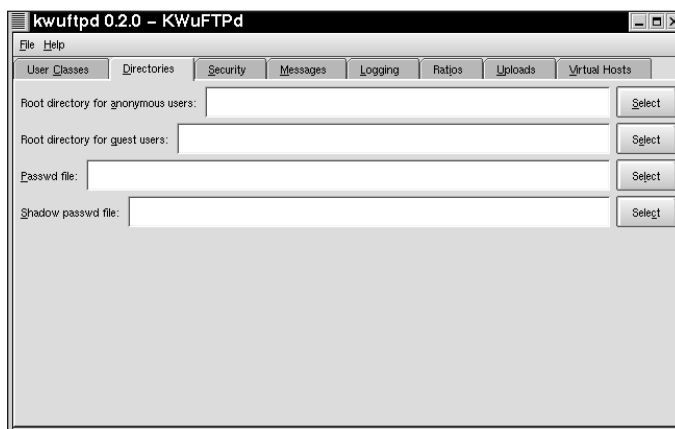 kwuftpd 0.2.0 – KWuFTPd
File Help
User Classes Directories Security Messages Logging Ratios Uploads Virtual Hosts
Root directory for anonymous users: Select
Root directory for guest users: Select
Passwd file: Select
Shadow passwd file: Select